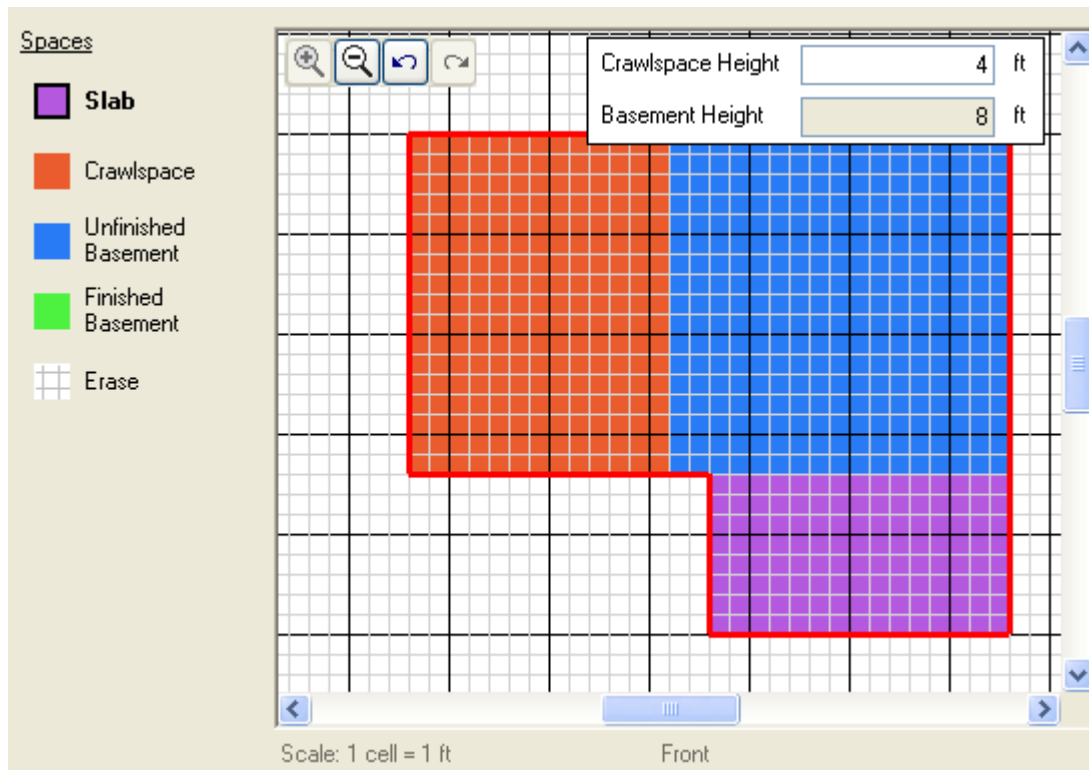 Spaces
Slab
Crawlspace
Unfinished
Basement
Finished
Basement
Erase
Crawlspace Height 4 ft
Basement Height 8 ft
Scale: 1 cell = 1 ft Front